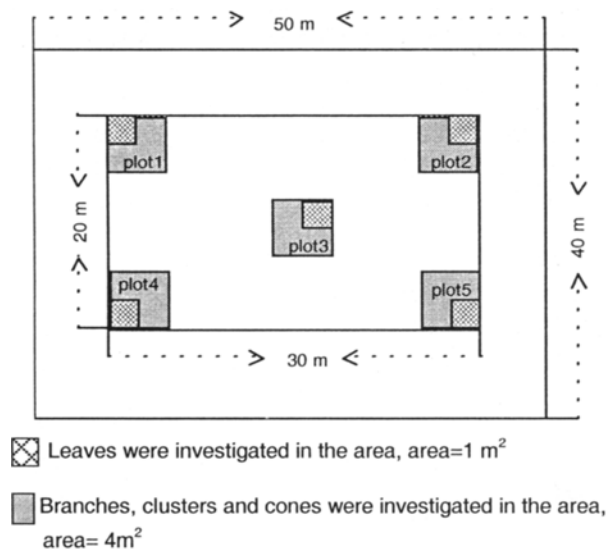 50 m
plot1
plot2
plot3
20 m
40 m
plot4
plot5
30 m
Leaves were investigated in the area, area=1 m²
Branches, clusters and cones were investigated in the area,
area= 4m²